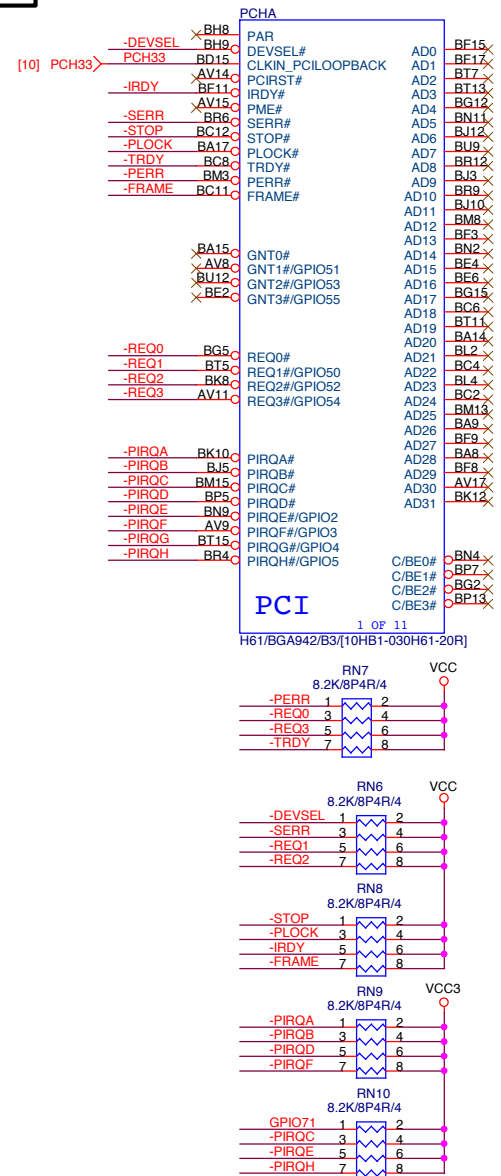 PCHA
BH8 PAR
-DEVSEL BH9 DEVSEL# AD0 BF15
[10] PCH33 PCH33 BD15 CLKIN_PCILOOPBACK AD1 BF17
AV14 PCIRST# AD2 BT7
-IRDY BF11 IRDY# AD3 BT13
AV15 PME# AD4 BG12
-SERR BR6 SERR# AD5 BN11
-STOP BC12 STOP# AD6 BJ12
-PLOCK BA17 PLOCK# AD7 BU9
-TRDY BC8 TRDY# AD8 BR12
-PERR BM3 PERR# AD9 BJ3
-FRAME BC11 FRAME# AD10 BR9
AD11 BJ10
AD12 BM8
AD13 BF3
BA15 GNT0# AD14 BN2
AV8 GNT1#/GPIO51 AD15 BE4
BU12 GNT2#/GPIO53 AD16 BE6
BE2 GNT3#/GPIO55 AD17 BG15
AD18 BC6
AD19 BT11
AD20 BA14
-REQ0 BG5 REQ0# AD21 BL2
-REQ1 BT5 REQ1#/GPIO50 AD22 BC4
-REQ2 BK8 REQ2#/GPIO52 AD23 BL4
-REQ3 AV11 REQ3#/GPIO54 AD24 BC2
AD25 BM13
AD26 BA9
AD27 BF9
-PIRQA BK10 PIRQA# AD28 BA8
-PIRQB BJ5 PIRQB# AD29 BF8
-PIRQC BM15 PIRQC# AD30 AV17
-PIRQD BP5 PIRQD# AD31 BK12
-PIRQE BN9 PIRQE#/GPIO2
-PIRQF AV9 PIRQF#/GPIO3
-PIRQG BT15 PIRQG#/GPIO4
-PIRQH BR4 PIRQH#/GPIO5 C/BE0# BN4
C/BE1# BP7
C/BE2# BG2
C/BE3# BP13
PCI
1 OF 11
H61/BGA942/B3/[10HB1-030H61-20R]
RN7 VCC
8.2K/8P4R/4
-PERR 1 2
-REQ0 3 4
-REQ3 5 6
-TRDY 7 8
RN6 VCC
8.2K/8P4R/4
-DEVSEL 1 2
-SERR 3 4
-REQ1 5 6
-REQ2 7 8
RN8
8.2K/8P4R/4
-STOP 1 2
-PLOCK 3 4
-IRDY 5 6
-FRAME 7 8
RN9 VCC3
8.2K/8P4R/4
-PIRQA 1 2
-PIRQB 3 4
-PIRQD 5 6
-PIRQF 7 8
RN10
8.2K/8P4R/4
GPIO71 1 2
-PIRQC 3 4
-PIRQE 5 6
-PIRQH 7 8